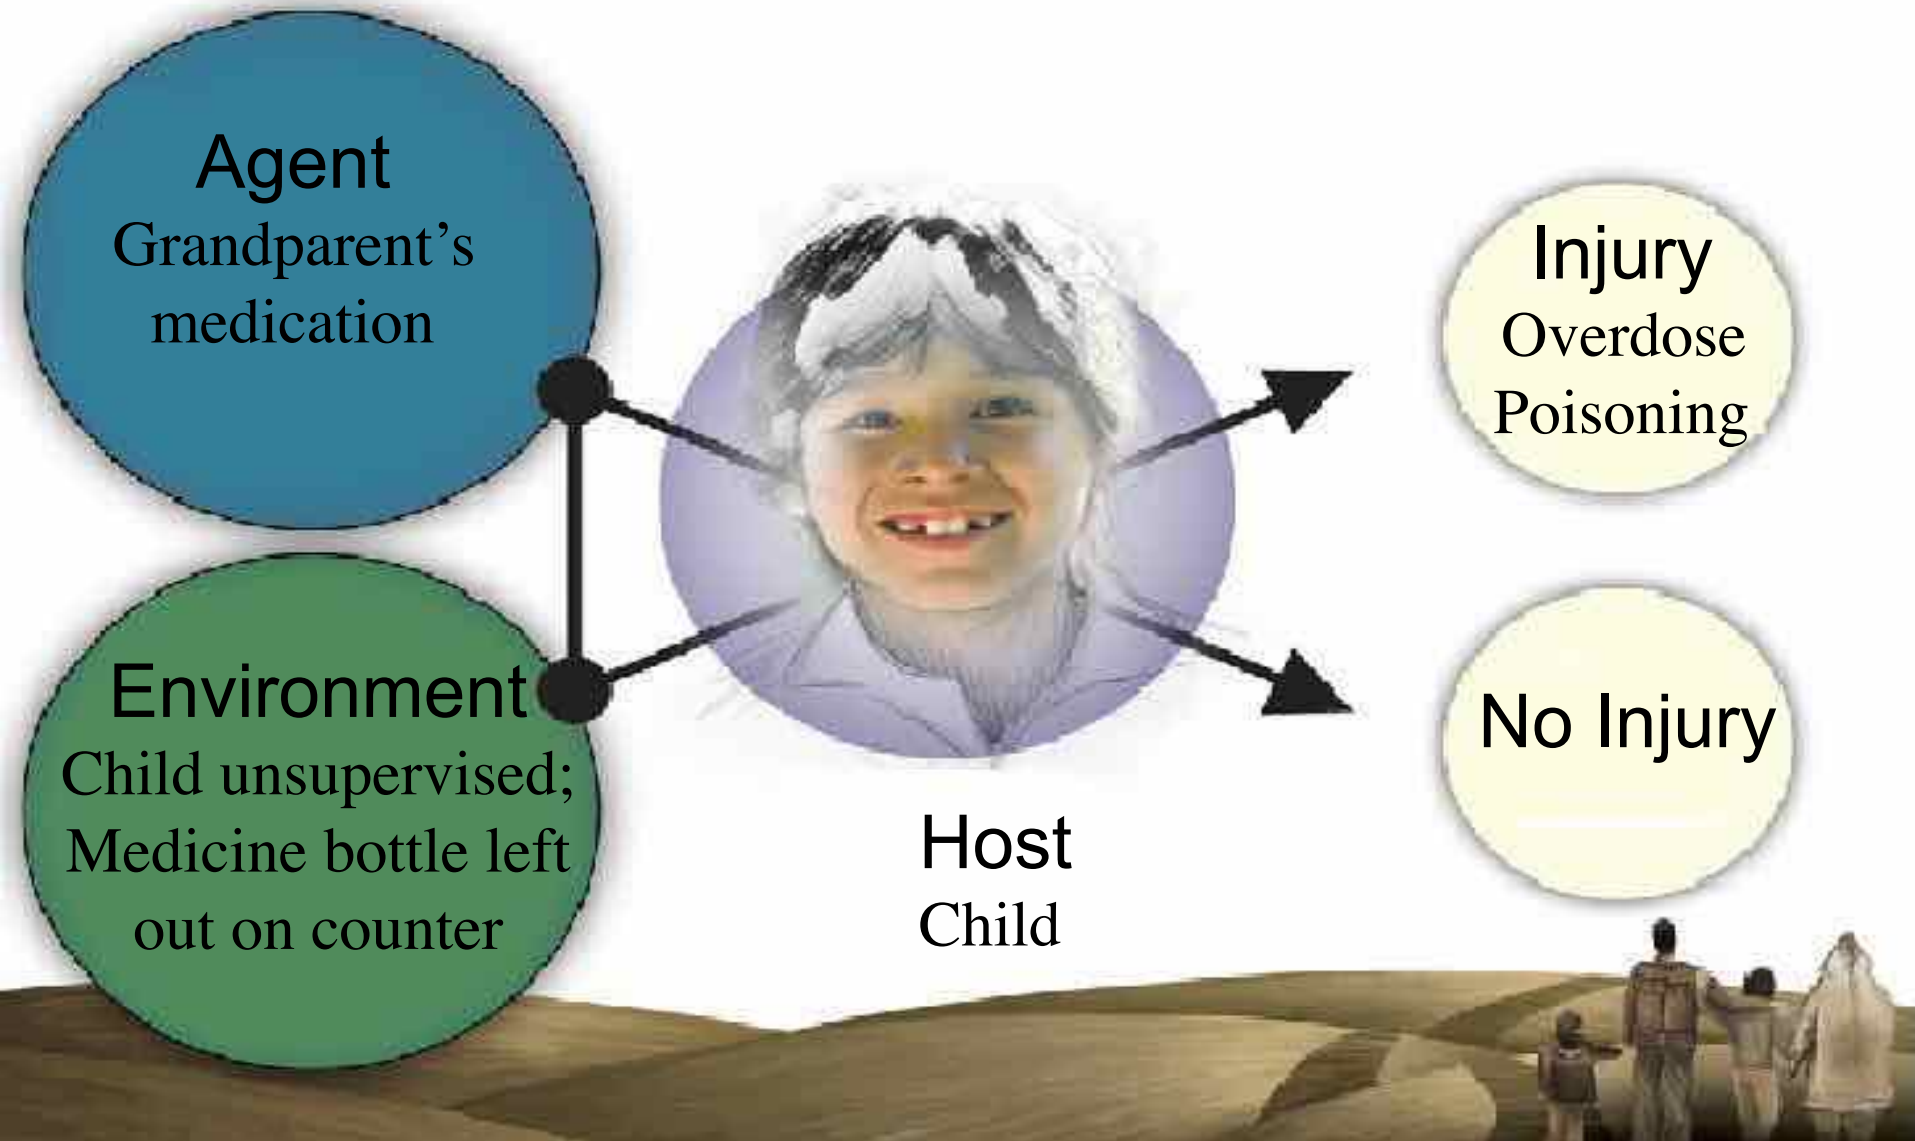 Agent
Grandparent’s
medication
Environment
Child unsupervised;
Medicine bottle left
out on counter
Host
Child
Injury
Overdose
Poisoning
No Injury